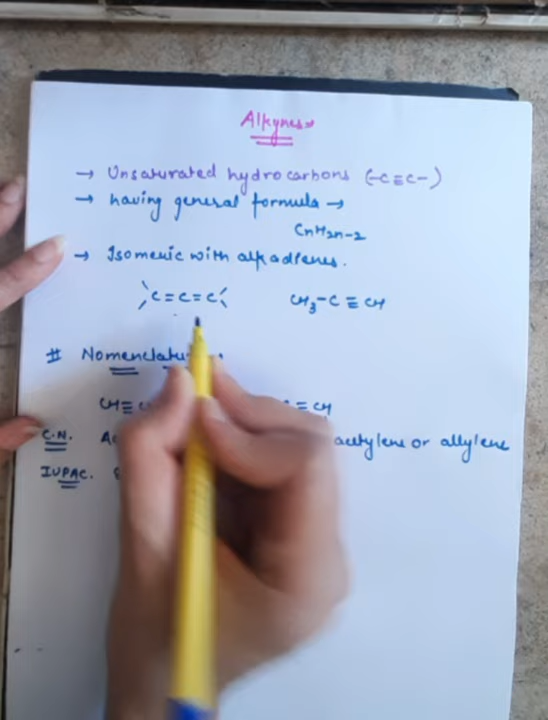 Alkynes
→ Unsaturated hydrocarbons (-C≡C-)
→ having general formula →
CnH2n-2
→ Isomeric with alkadienes.
C=C=C CH3-C≡CH
# Nomenclatu
CH≡ ≡CH
C.N. acetylene or allylene
IUPAC.